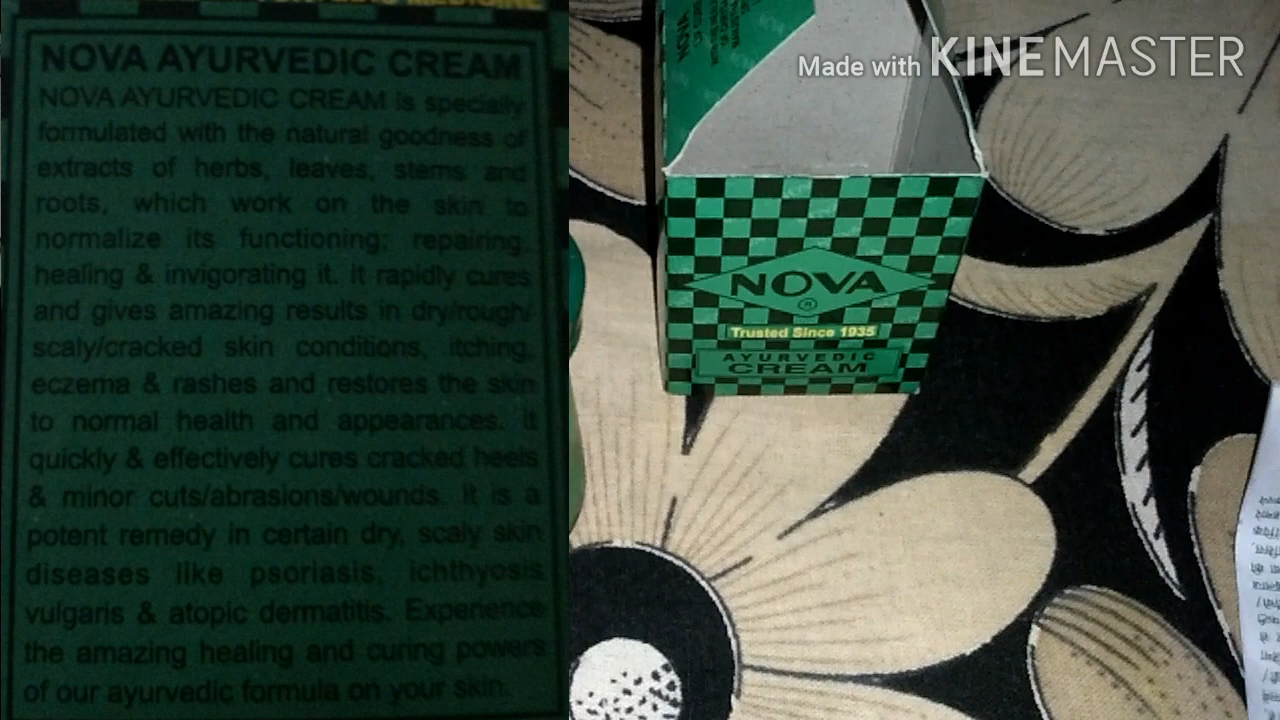 NOVA AYURVEDIC CREAM
NOVA AYURVEDIC CREAM is specially
formulated with the natural goodness of
extracts of herbs, leaves, stems and
roots, which work on the skin to
normalize its functioning; repairing,
healing & invigorating it. It rapidly cures
and gives amazing results in dry/rough/
scaly/cracked skin conditions, itching,
eczema & rashes and restores the skin
to normal health and appearances. It
quickly & effectively cures cracked heels
& minor cuts/abrasions/wounds. It is a
potent remedy in certain dry, scaly skin
diseases like psoriasis, ichthyosis
vulgaris & atopic dermatitis. Experience
the amazing healing and curing powers
of our ayurvedic formula on your skin.
Made with KINEMASTER
NOVA
®
Trusted Since 1935
AYURVEDIC
CREAM